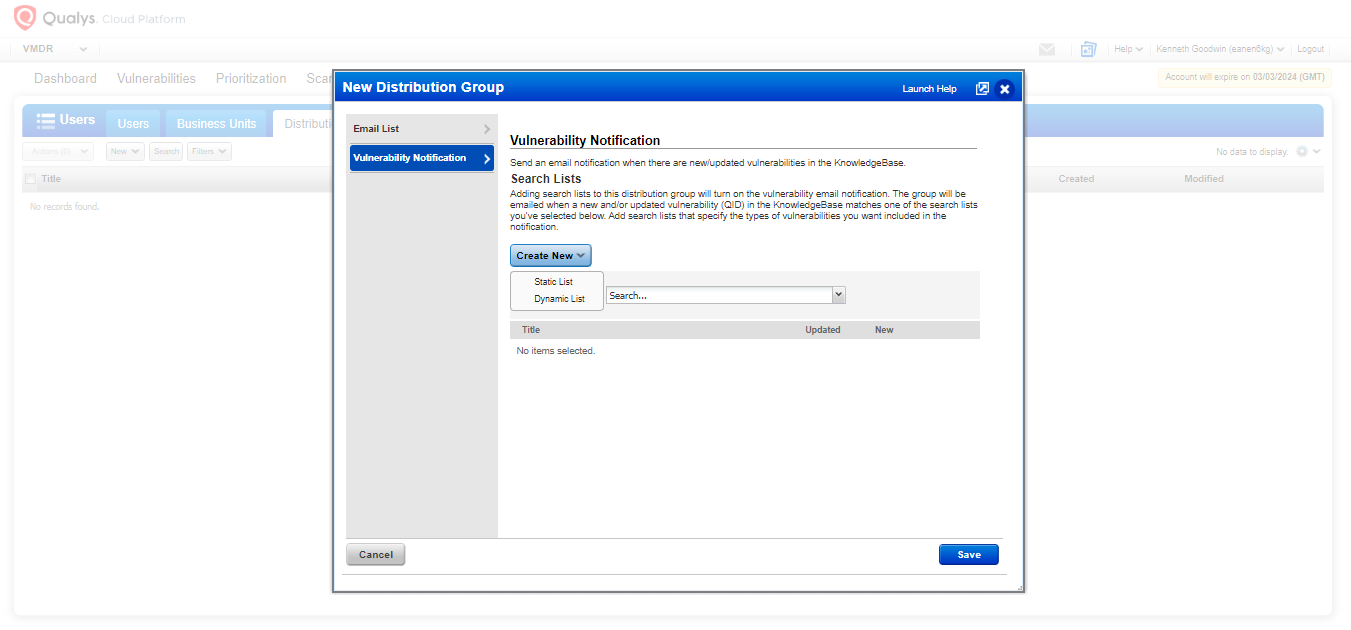 Qualys. Cloud Platform
VMDR
Help
Kenneth Goodwin (eanen6kg)
Logout
Dashboard
Vulnerabilities
Prioritization
Scan
Account will expire on 03/03/2024 (GMT)
Users
Users
Business Units
Distributi
Actions (0)
New
Search
Filters
No data to display.
Title
Created
Modified
No records found.
New Distribution Group
Launch Help
Email List
Vulnerability Notification
Vulnerability Notification
Send an email notification when there are new/updated vulnerabilities in the KnowledgeBase.
Search Lists
Adding search lists to this distribution group will turn on the vulnerability email notification. The group will be
emailed when a new and/or updated vulnerability (QID) in the KnowledgeBase matches one of the search lists
you've selected below. Add search lists that specify the types of vulnerabilities you want included in the
notification.
Create New
Static List
Dynamic List
Search...
Title
Updated
New
No items selected.
Cancel
Save